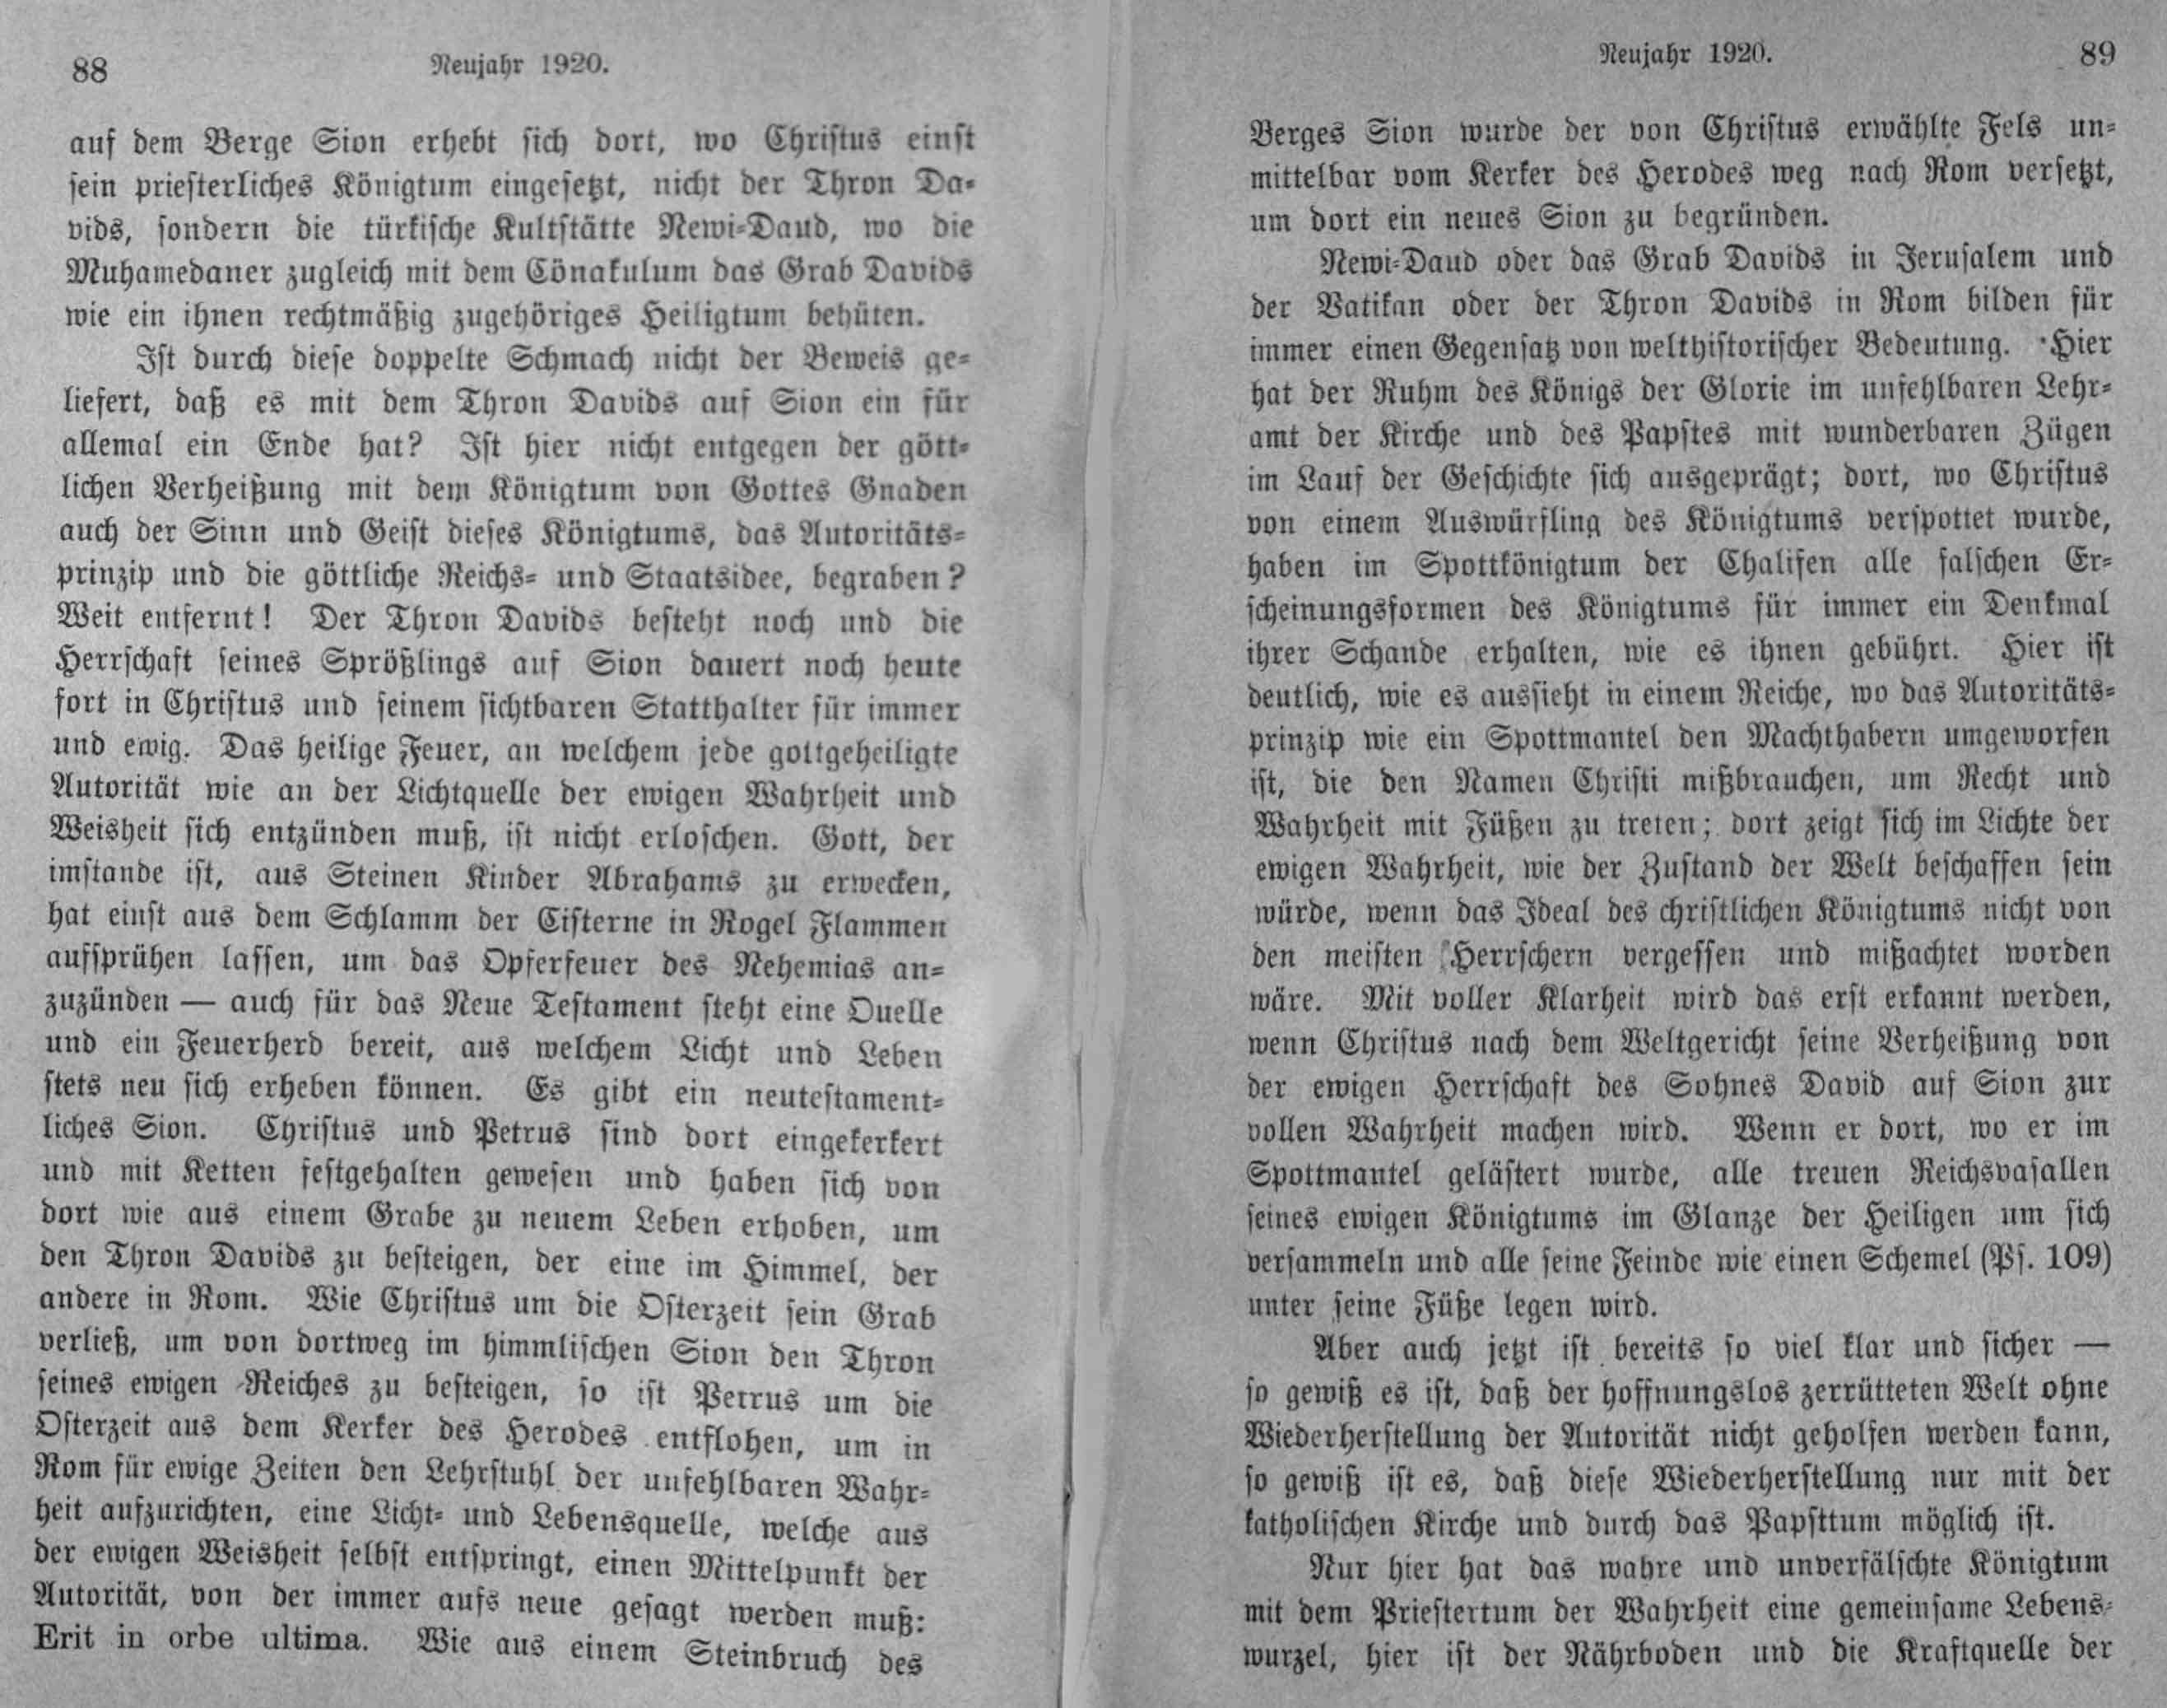 88
Neujahr 1920.
auf dem Berge Sion erhebt sich dort, wo Christus einst
sein priesterliches Königtum eingesetzt, nicht der Thron Da-
vids, sondern die türkische Kultstätte Newi-Daud, wo die
Muhamedaner zugleich mit dem Cönakulum das Grab Davids
wie ein ihnen rechtmäßig zugehöriges Heiligtum behüten.
Ist durch diese doppelte Schmach nicht der Beweis ge-
liefert, daß es mit dem Thron Davids auf Sion ein für
allemal ein Ende hat? Ist hier nicht entgegen der gött-
lichen Verheißung mit dem Königtum von Gottes Gnaden
auch der Sinn und Geist dieses Königtums, das Autoritäts-
prinzip und die göttliche Reichs- und Staatsidee, begraben?
Weit entfernt! Der Thron Davids besteht noch und die
Herrschaft seines Sprößlings auf Sion dauert noch heute
fort in Christus und seinem sichtbaren Statthalter für immer
und ewig. Das heilige Feuer, an welchem jede gottgeheiligte
Autorität wie an der Lichtquelle der ewigen Wahrheit und
Weisheit sich entzünden muß, ist nicht erloschen. Gott, der
imstande ist, aus Steinen Kinder Abrahams zu erwecken,
hat einst aus dem Schlamm der Cisterne in Rogel Flammen
aufsprühen lassen, um das Opferfeuer des Nehemias an-
zuzünden — auch für das Neue Testament steht eine Quelle
und ein Feuerherd bereit, aus welchem Licht und Leben
stets neu sich erheben können. Es gibt ein neutestament-
liches Sion. Christus und Petrus sind dort eingekerkert
und mit Ketten festgehalten gewesen und haben sich von
dort wie aus einem Grabe zu neuem Leben erhoben, um
den Thron Davids zu besteigen, der eine im Himmel, der
andere in Rom. Wie Christus um die Osterzeit sein Grab
verließ, um von dortweg im himmlischen Sion den Thron
seines ewigen Reiches zu besteigen, so ist Petrus um die
Osterzeit aus dem Kerker des Herodes entflohen, um in
Rom für ewige Zeiten den Lehrstuhl der unfehlbaren Wahr-
heit aufzurichten, eine Licht- und Lebensquelle, welche aus
der ewigen Weisheit selbst entspringt, einen Mittelpunkt der
Autorität, von der immer aufs neue gesagt werden muß:
Erit in orbe ultima. Wie aus einem Steinbruch des
Neujahr 1920.
89
Berges Sion wurde der von Christus erwählte Fels un-
mittelbar vom Kerker des Herodes weg nach Rom versetzt,
um dort ein neues Sion zu begründen.
Newi-Daud oder das Grab Davids in Jerusalem und
der Vatikan oder der Thron Davids in Rom bilden für
immer einen Gegensatz von welthistorischer Bedeutung. Hier
hat der Ruhm des Königs der Glorie im unfehlbaren Lehr-
amt der Kirche und des Papstes mit wunderbaren Zügen
im Lauf der Geschichte sich ausgeprägt; dort, wo Christus
von einem Auswürfling des Königtums verspottet wurde,
haben im Spottkönigtum der Chalifen alle falschen Er-
scheinungsformen des Königtums für immer ein Denkmal
ihrer Schande erhalten, wie es ihnen gebührt. Hier ist
deutlich, wie es aussieht in einem Reiche, wo das Autoritäts-
prinzip wie ein Spottmantel den Machthabern umgeworfen
ist, die den Namen Christi mißbrauchen, um Recht und
Wahrheit mit Füßen zu treten; dort zeigt sich im Lichte der
ewigen Wahrheit, wie der Zustand der Welt beschaffen sein
würde, wenn das Ideal des christlichen Königtums nicht von
den meisten Herrschern vergessen und mißachtet worden
wäre. Mit voller Klarheit wird das erst erkannt werden,
wenn Christus nach dem Weltgericht seine Verheißung von
der ewigen Herrschaft des Sohnes David auf Sion zur
vollen Wahrheit machen wird. Wenn er dort, wo er im
Spottmantel gelästert wurde, alle treuen Reichsvasallen
seines ewigen Königtums im Glanze der Heiligen um sich
versammeln und alle seine Feinde wie einen Schemel (Ps. 109)
unter seine Füße legen wird.
Aber auch jetzt ist bereits so viel klar und sicher —
so gewiß es ist, daß der hoffnungslos zerrütteten Welt ohne
Wiederherstellung der Autorität nicht geholfen werden kann,
so gewiß ist es, daß diese Wiederherstellung nur mit der
katholischen Kirche und durch das Papsttum möglich ist.
Nur hier hat das wahre und unverfälschte Königtum
mit dem Priestertum der Wahrheit eine gemeinsame Lebens-
wurzel, hier ist der Nährboden und die Kraftquelle der